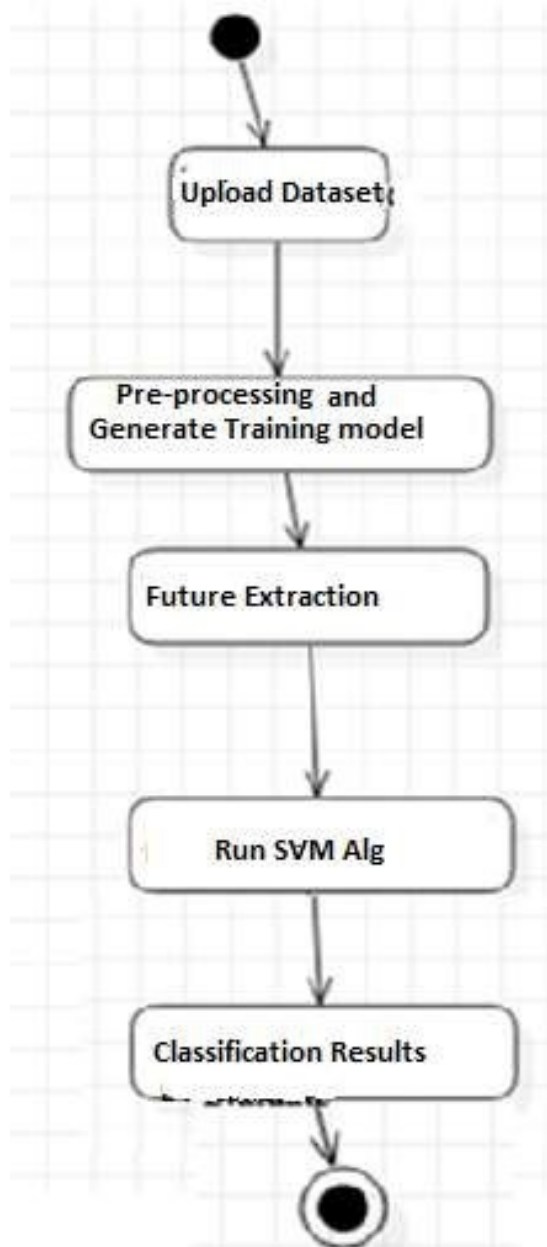 Upload Dataset
Pre-processing and
Generate Training model
Future Extraction
Run SVM Alg
Classification Results